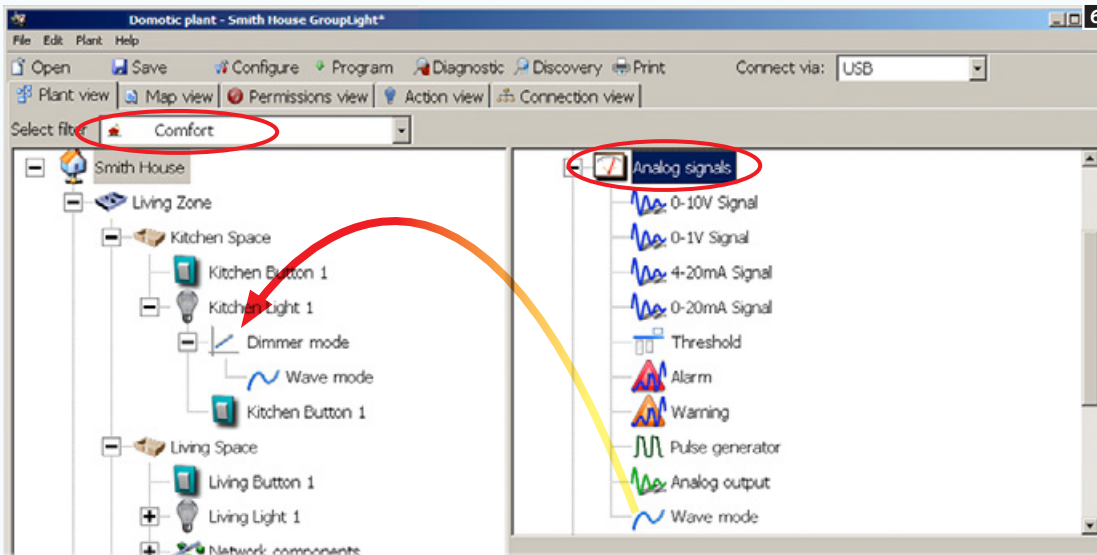 Domotic plant - Smith House GroupLight*
6
File Edit Plant Help
Open Save Configure Program Diagnostic Discovery Print Connect via: USB
Plant view Map view Permissions view Action view Connection view
Select filter Comfort
Smith House
Living Zone
Kitchen Space
Kitchen Button 1
Kitchen Light 1
Dimmer mode
Wave mode
Kitchen Button 1
Living Space
Living Button 1
Living Light 1
Network components
Analog signals
0-10V Signal
0-1V Signal
4-20mA Signal
0-20mA Signal
Threshold
Alarm
Warning
Pulse generator
Analog output
Wave mode